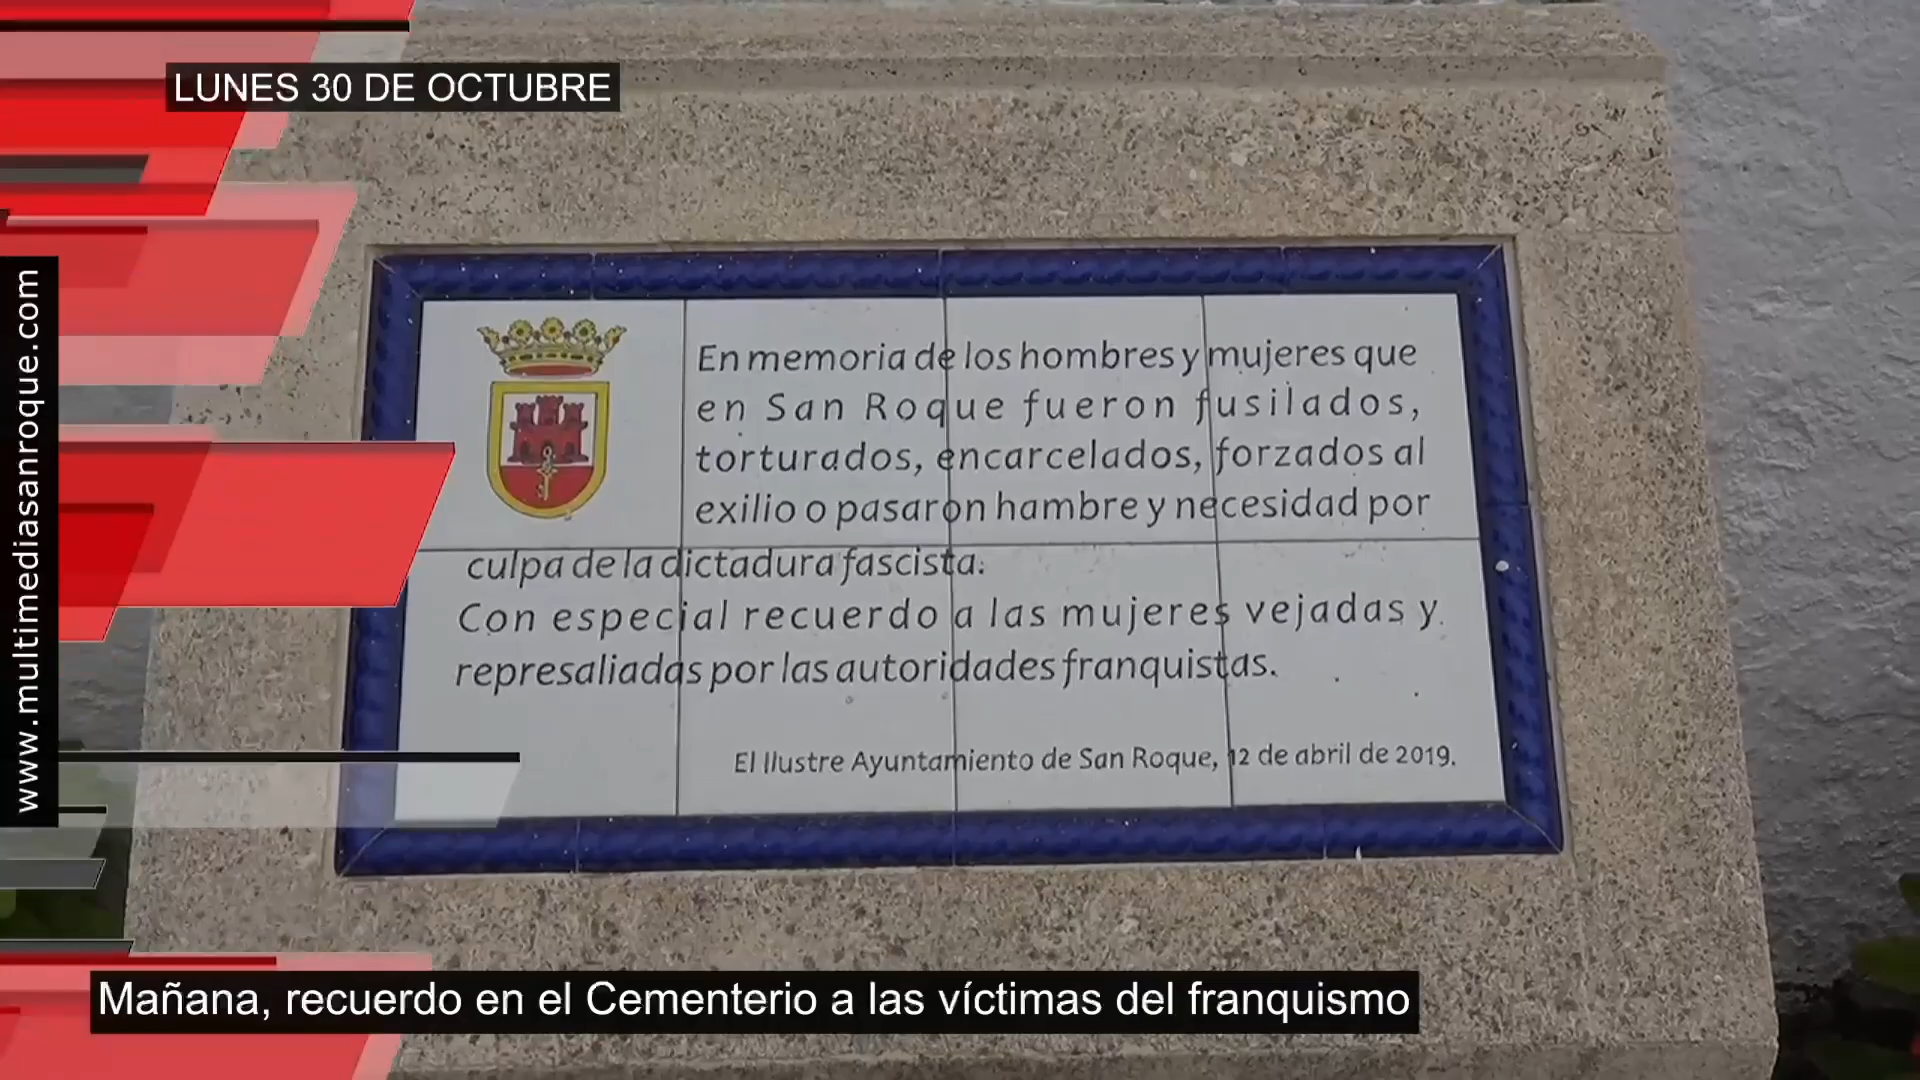 LUNES 30 DE OCTUBRE
www.multimediasanroque.com
En memoria de los hombres y mujeres que
en San Roque fueron fusilados,
torturados, encarcelados, forzados al
exilio o pasaron hambre y necesidad por
culpa de la dictadura fascista.
Con especial recuerdo a las mujeres vejadas y
represaliadas por las autoridades franquistas.
El Ilustre Ayuntamiento de San Roque, 12 de abril de 2019.
Mañana, recuerdo en el Cementerio a las víctimas del franquismo